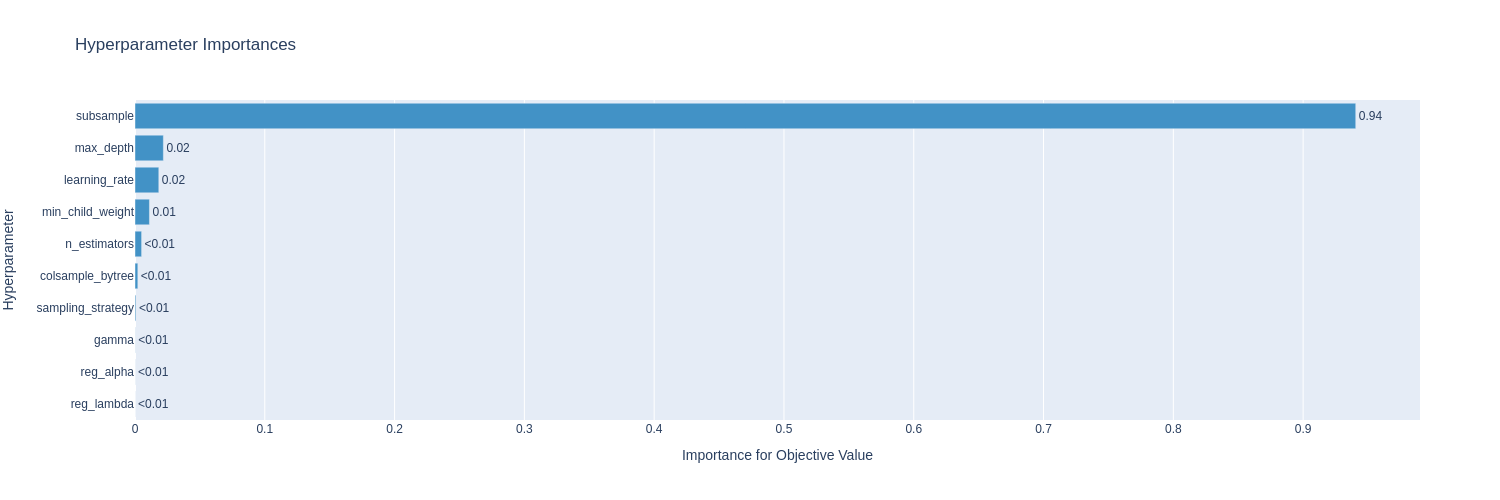 Hyperparameter Importances
Hyperparameter
subsample 0.94
max_depth 0.02
learning_rate 0.02
min_child_weight 0.01
n_estimators <0.01
colsample_bytree <0.01
sampling_strategy <0.01
gamma <0.01
reg_alpha <0.01
reg_lambda <0.01
0 0.1 0.2 0.3 0.4 0.5 0.6 0.7 0.8 0.9
Importance for Objective Value